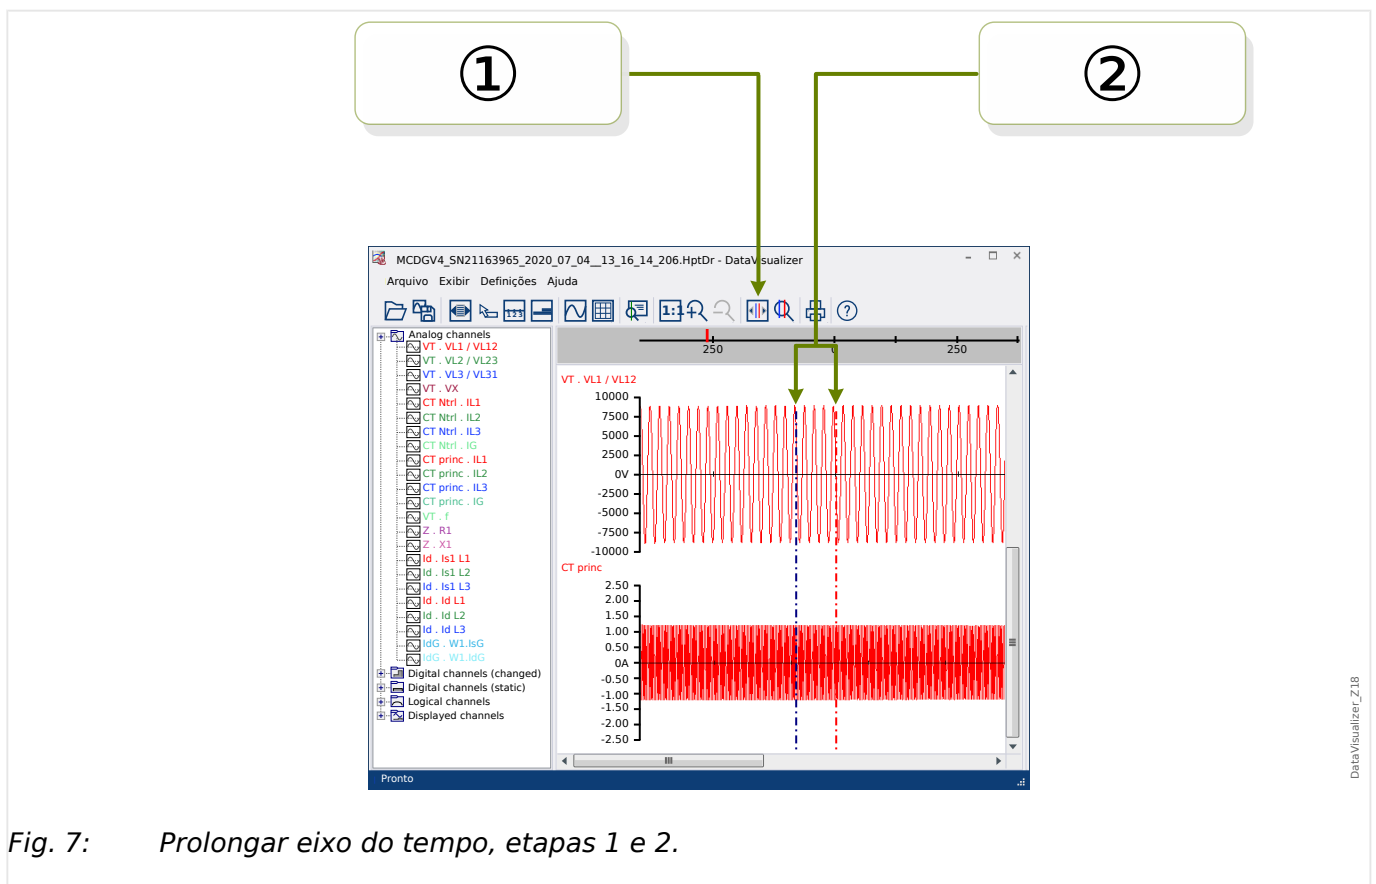 ① ②
MCDGV4_SN21163965_2020_07_04__13_16_14_206.HptDr - DataVisualizer
Arquivo Exibir Definições Ajuda
123 1:1 ?
Analog channels
VT . VL1 / VL12
VT . VL2 / VL23
VT . VL3 / VL31
VT . VX
CT Ntrl . IL1
CT Ntrl . IL2
CT Ntrl . IL3
CT Ntrl . IG
CT princ . IL1
CT princ . IL2
CT princ . IL3
CT princ . IG
VT . f
Z . R1
Z . X1
Id . Is1 L1
Id . Is1 L2
Id . Is1 L3
Id . Id L1
Id . Id L2
Id . Id L3
IdG . W1.IsG
IdG . W1.IdG
Digital channels (changed)
Digital channels (static)
Logical channels
Displayed channels
250 0 250
VT . VL1 / VL12
10000
7500
5000
2500
0V
-2500
-5000
-7500
-10000
CT princ
2.50
2.00
1.50
1.00
0.50
0A
-0.50
-1.00
-1.50
-2.00
-2.50
Pronto
DataVisualizer_Z18
Fig. 7: Prolongar eixo do tempo, etapas 1 e 2.